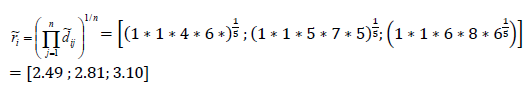 r̃ᵢ = (∏ⱼ₌₁ⁿ d̃ᵢⱼ)^{1/n} = [(1 * 1 * 4 * 6 *)^{1/5} ; (1 * 1 * 5 * 7 * 5)^{1/5}; (1 * 1 * 6 * 8 * 6^{1/5})]
= [2.49 ; 2.81; 3.10]